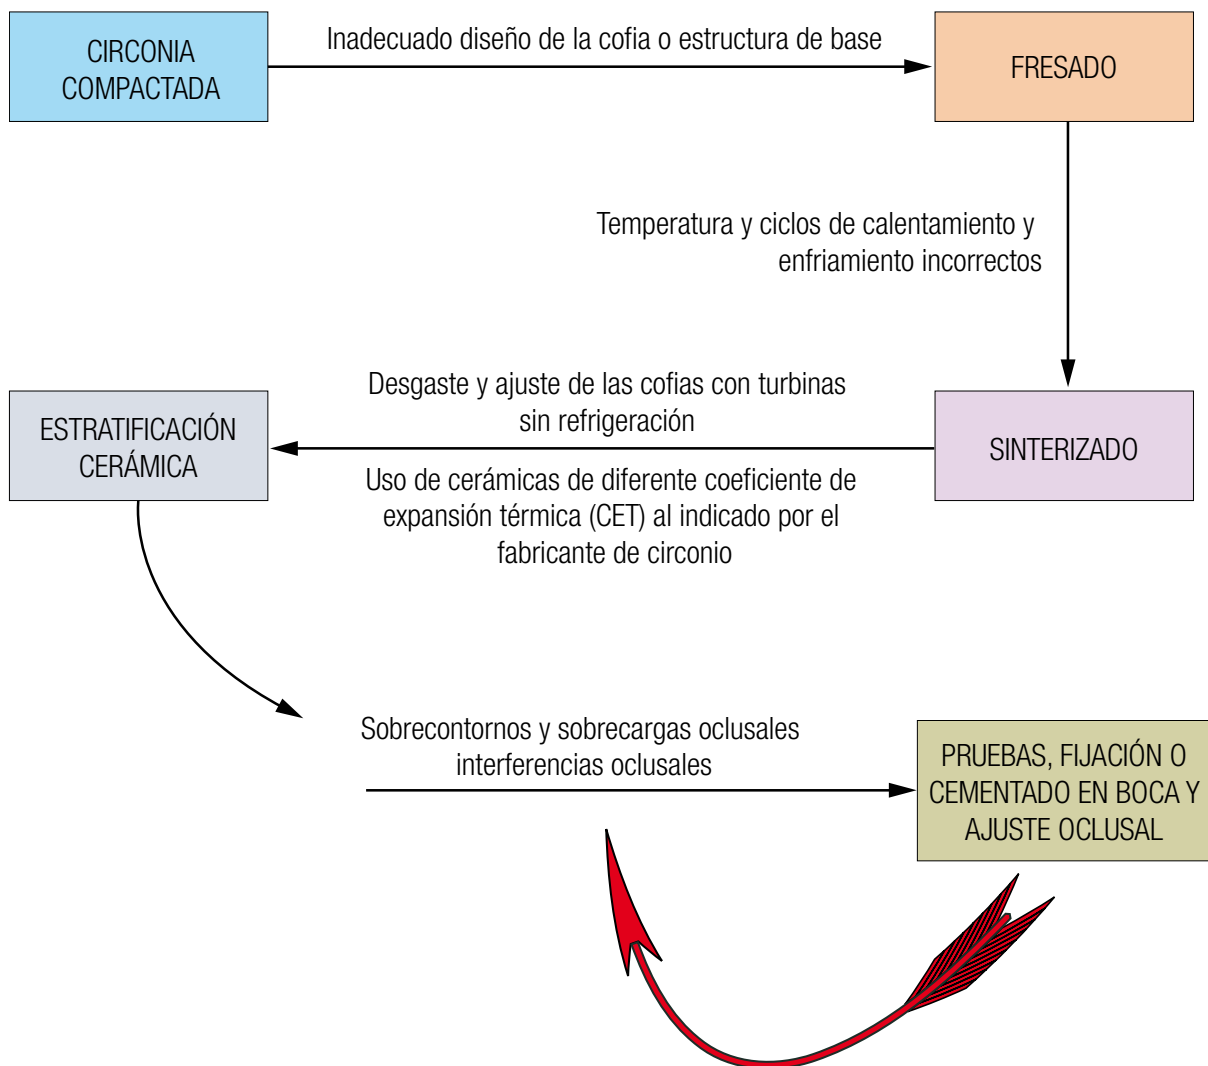 CIRCONIA
COMPACTADA
Inadecuado diseño de la cofia o estructura de base
FRESADO
Temperatura y ciclos de calentamiento y
enfriamiento incorrectos
ESTRATIFICACIÓN
CERÁMICA
Desgaste y ajuste de las cofias con turbinas
sin refrigeración
SINTERIZADO
Uso de cerámicas de diferente coeficiente de
expansión térmica (CET) al indicado por el
fabricante de circonio
Sobrecontornos y sobrecargas oclusales
interferencias oclusales
PRUEBAS, FIJACIÓN O
CEMENTADO EN BOCA Y
AJUSTE OCLUSAL